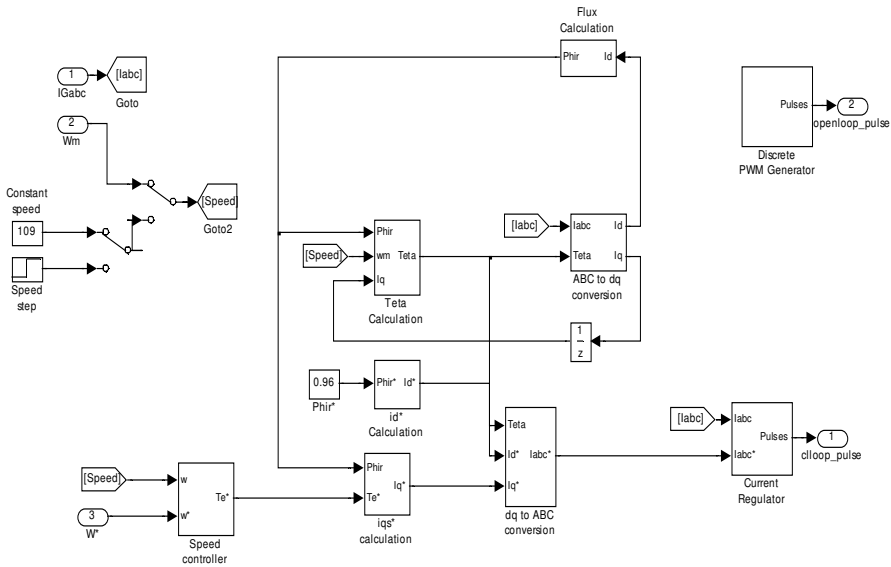 Flux
Calculation
Phir
Id
1
IGabc
[Iabc]
Goto
2
Wm
Pulses
2
openloop_pulse
Discrete
PWM Generator
Constant
speed
109
[Speed]
Goto2
Speed
step
Phir
[Speed]
wm
Teta
Iq
Teta
Calculation
[Iabc]
Iabc
Id
Teta
Iq
ABC to dq
conversion
1
z
0.96
Phir*
Phir*
Id*
id*
Calculation
Teta
Id*
Iabc*
Iq*
dq to ABC
conversion
[Iabc]
Iabc
Pulses
Iabc*
1
clloop_pulse
Current
Regulator
[Speed]
w
Te*
w*
3
W*
Speed
controller
Phir
Iq*
Te*
iqs*
calculation